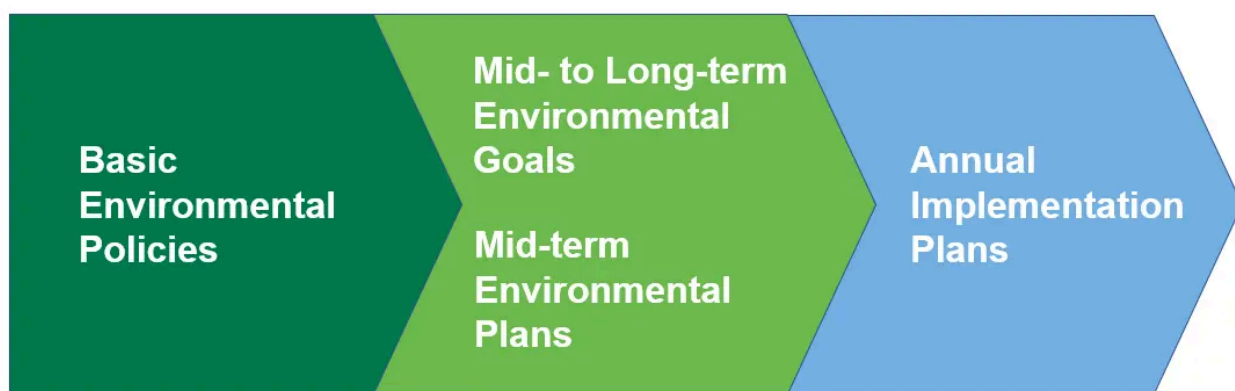 Basic
Environmental
Policies
Mid- to Long-term
Environmental
Goals
Mid-term
Environmental
Plans
Annual
Implementation
Plans